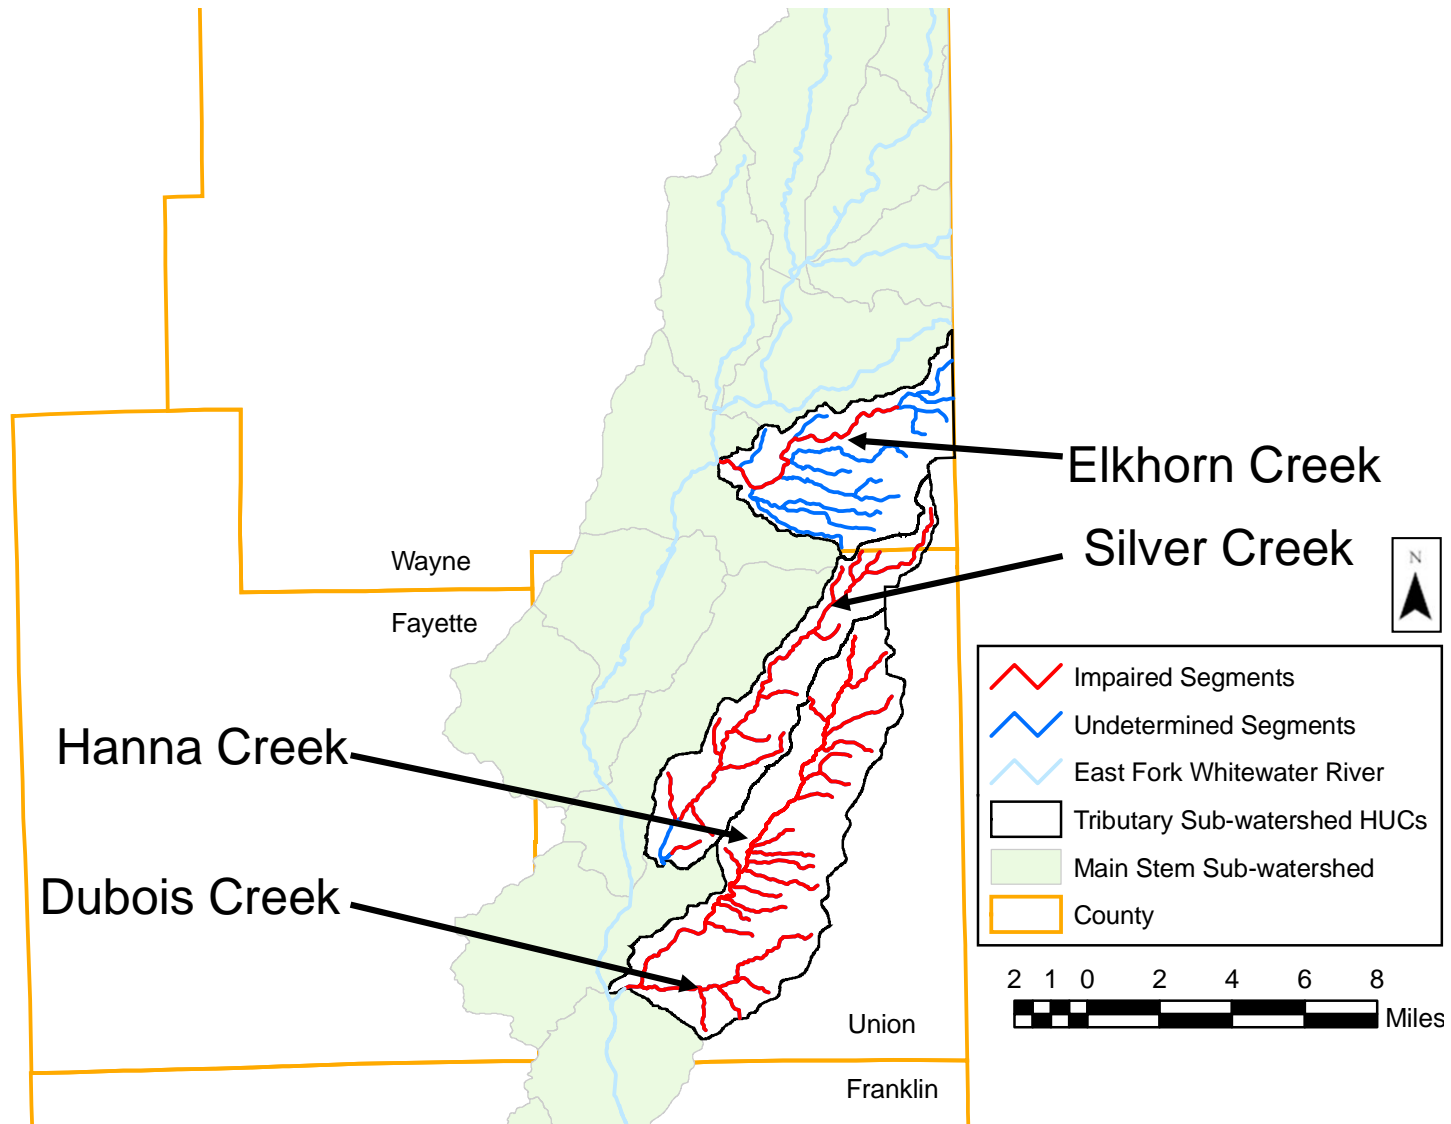 Elkhorn Creek
Silver Creek
Wayne
Fayette
N
Impaired Segments
Undetermined Segments
East Fork Whitewater River
Tributary Sub-watershed HUCs
Main Stem Sub-watershed
County
Hanna Creek
Dubois Creek
2 1 0 2 4 6 8
Miles
Union
Franklin